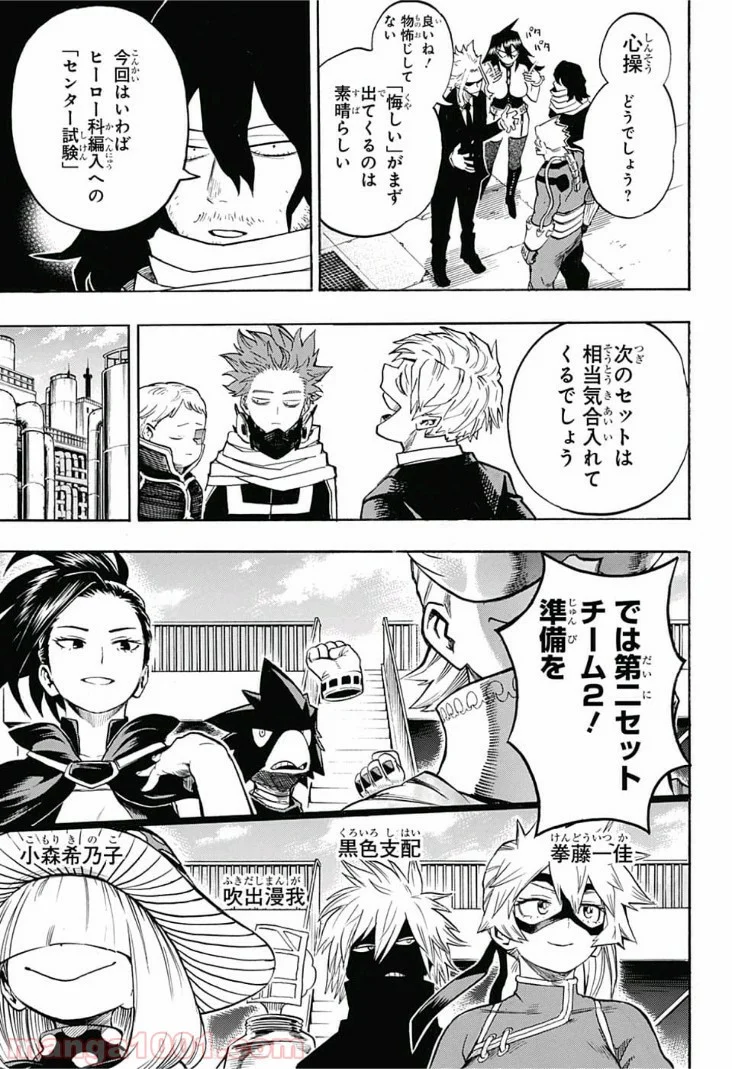 心操
どうでしょう?
良いね!
物怖じして
ない
「悔しい」がまず
出てくるのは
素晴らしい
今回はいわば
ヒーロー科編入への
「センター試験」
次のセットは
相当気合入れて
くるでしょう
では第二セット
チーム2!
準備を
拳藤一佳
黒色支配
吹出漫我
小森希乃子
manga1001.com